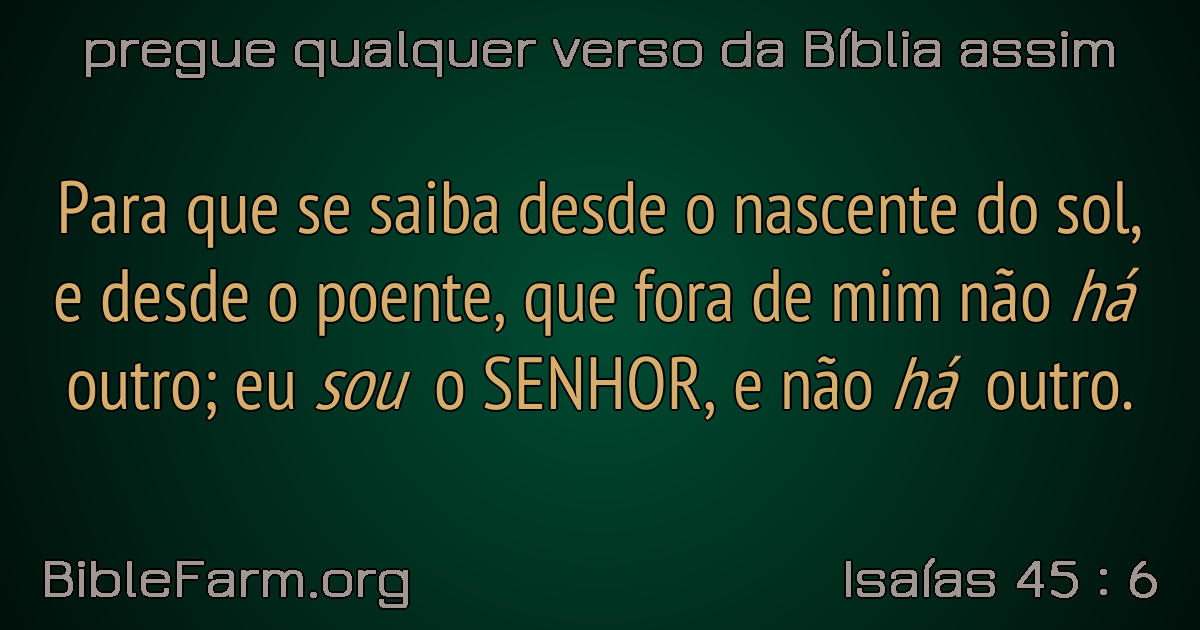 pregue qualquer verso da Bíblia assim
Para que se saiba desde o nascente do sol,
e desde o poente, que fora de mim não há
outro; eu sou o SENHOR, e não há outro.
BibleFarm.org
Isaías 45 : 6